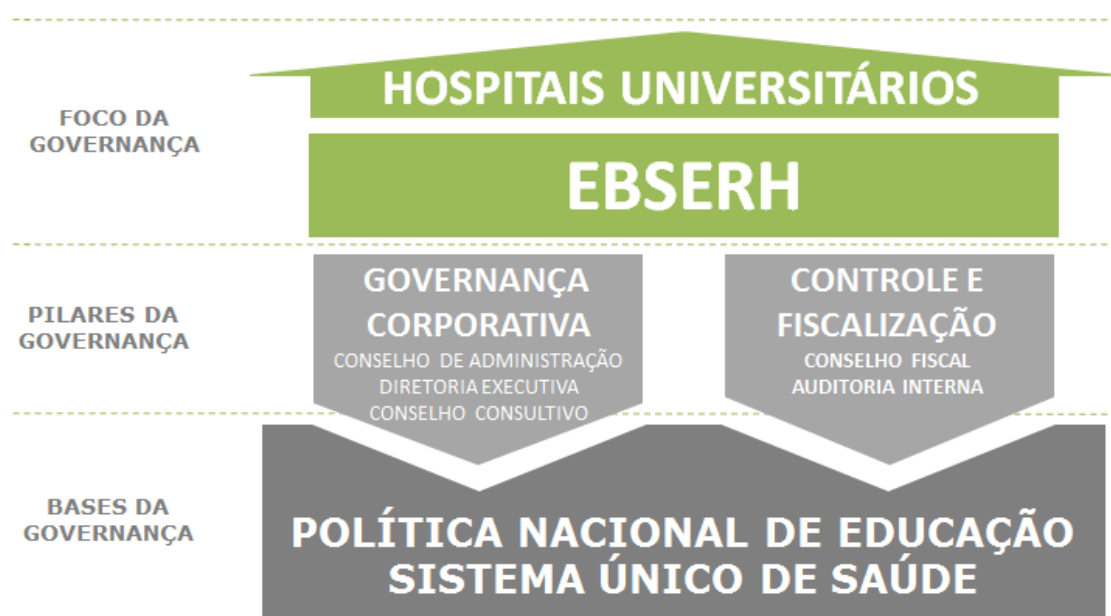 FOCO DA
GOVERNANÇA
HOSPITAIS UNIVERSITÁRIOS
EBSERH
PILARES DA
GOVERNANÇA
GOVERNANÇA
CORPORATIVA
CONSELHO DE ADMINISTRAÇÃO
DIRETORIA EXECUTIVA
CONSELHO CONSULTIVO
CONTROLE E
FISCALIZAÇÃO
CONSELHO FISCAL
AUDITORIA INTERNA
BASES DA
GOVERNANÇA
POLÍTICA NACIONAL DE EDUCAÇÃO
SISTEMA ÚNICO DE SAÚDE